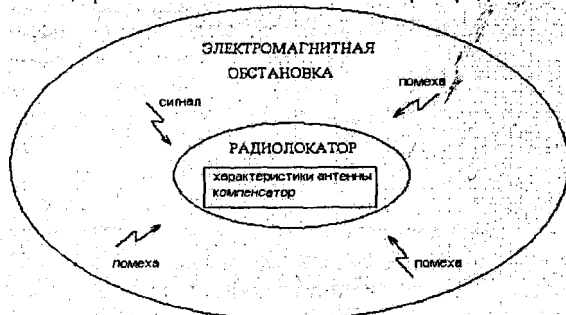 ЭЛЕКТРОМАГНИТНАЯ
ОБСТАНОВКА
помеха
сигнал
РАДИОЛОКАТОР
характеристики антенны
компенсатор
помеха
помеха